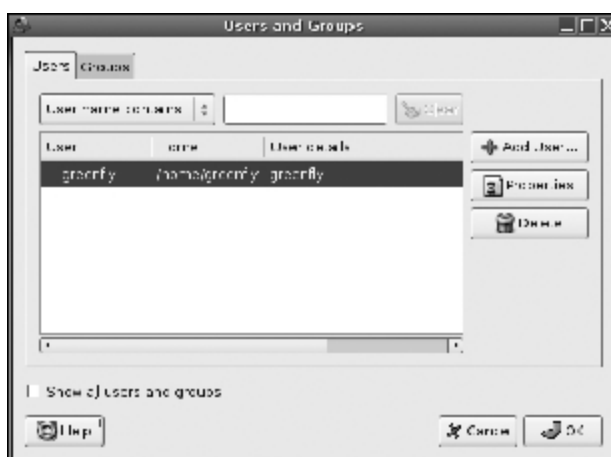 Users and Groups
Users Groups
User name contains Clear
User Home User details
greenfly /home/greenfly greenfly
Add User...
Properties
Delete
Show all users and groups
Help Cancel OK